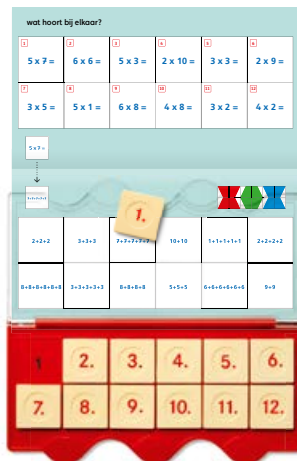 wat hoort bij elkaar?
1 2 3 4 5 6
5 x 7 = 6 x 6 = 5 x 3 = 2 x 10 = 3 x 3 = 2 x 9 =
7 8 9 10 11 12
3 x 5 = 5 x 1 = 6 x 8 = 4 x 8 = 3 x 2 = 4 x 2 =
5 x 7 =
1.
2+2+2 3+3+3 7+7+7+7+7 10+10 1+1+1+1+1 2+2+2+2
8+8+8+8+8+8 3+3+3+3+3 8+8+8+8 5+5+5 6+6+6+6+6+6 9+9
1 2. 3. 4. 5. 6.
7. 8. 9. 10. 11. 12.